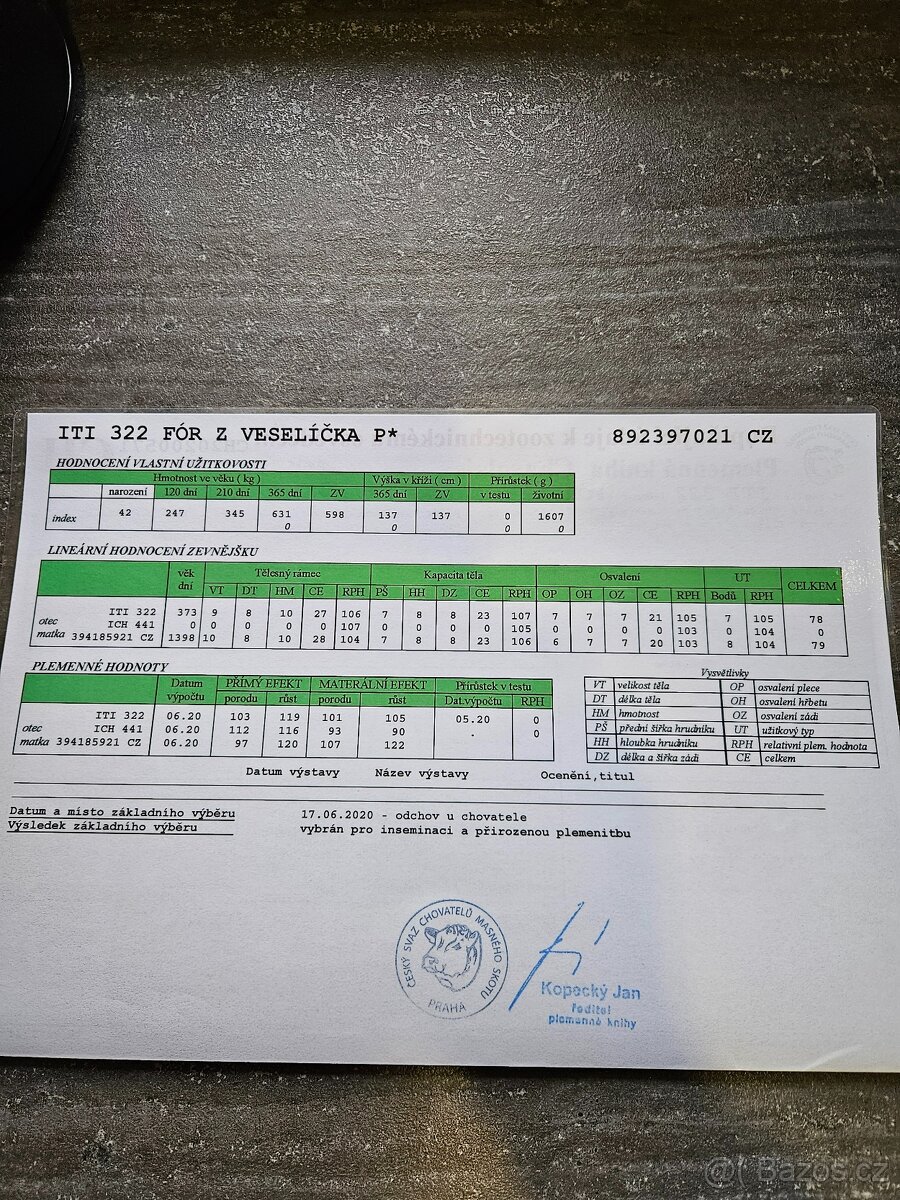 ITI 322 FÓR Z VESELÍČKA P* 892397021 CZ
HODNOCENÍ VLASTNÍ UŽITKOVOSTI
Hmotnost ve věku ( kg ) Výška v kříži ( cm ) Přírůstek ( g )
narození 120 dní 210 dní 365 dní ZV 365 dní ZV v testu životní
42 247 345 631 598 137 137 0 1607
index 0 0 0 0
LINEÁRNÍ HODNOCENÍ ZEVNĚJŠKU
věk dní Tělesný rámec Kapacita těla Osvalení UT CELKEM
VT DT HM CE RPH PŠ HH DZ CE RPH OP OH OZ CE RPH Bodů RPH
ITI 322 373 9 8 10 27 106 7 8 8 23 107 7 7 7 21 105 7 105 78
otec ICH 441 0 0 0 0 0 107 0 0 0 0 105 0 0 0 0 103 0 104 0
matka 394185921 CZ 1398 10 8 10 28 104 7 8 8 23 106 6 7 7 20 103 8 104 79
PLEMENNÉ HODNOTY
Datum výpočtu PŘÍMÝ EFEKT MATERÁLNÍ EFEKT Přírůstek v testu
porodu růst porodu růst Dat.výpočtu RPH
ITI 322 06.20 103 119 101 105 05.20 0
otec ICH 441 06.20 112 116 93 90 . 0
matka 394185921 CZ 06.20 97 120 107 122
Vysvětlivky
VT velikost těla OP osvalení plece
DT délka těla OH osvalení hřbetu
HM hmotnost OZ osvalení zádi
PŠ přední šířka hrudníku UT užitkový typ
HH hloubka hrudníku RPH relativní plem. hodnota
DZ délka a šířka zádi CE celkem
Datum výstavy Název výstavy Ocenění,titul
Datum a místo základního výběru 17.06.2020 - odchov u chovatele
Výsledek základního výběru vybrán pro inseminaci a přirozenou plemenitbu
ČESKÝ SVAZ CHOVATELŮ MASNÉHO SKOTU
PRAHA
Kopecký Jan
ředitel
plemenné knihy
@ Bazos.cz